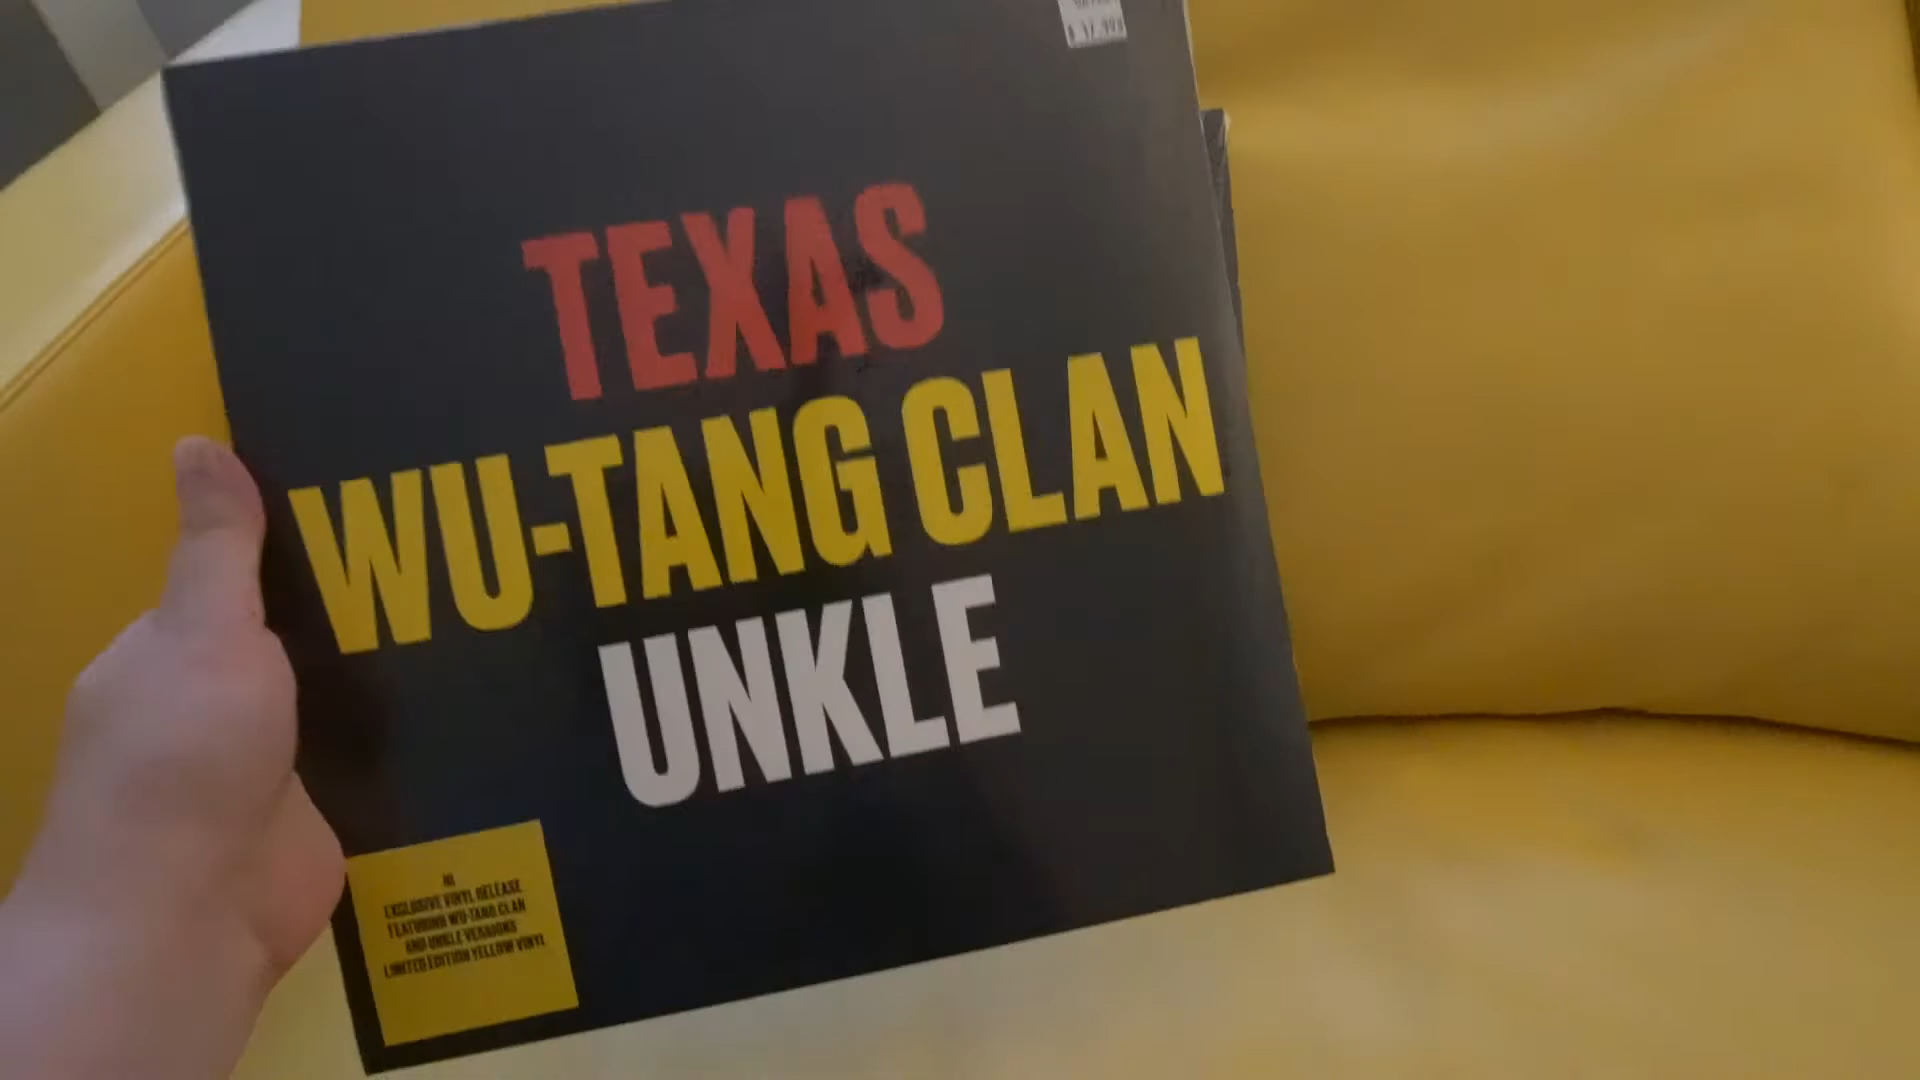 TEXAS
WU-TANG CLAN
UNKLE
EXCLUSIVE VINYL RELEASE
FEATURING WU-TANG CLAN
AND UNKLE VERSIONS
LIMITED EDITION YELLOW VINYL